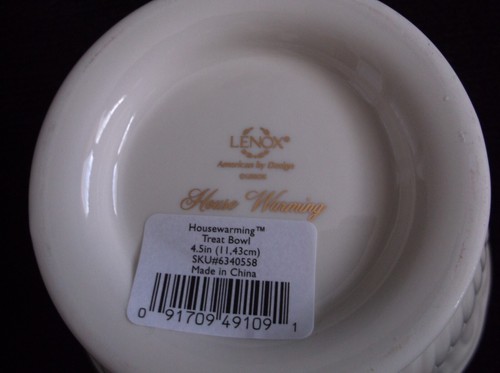 LENOX®
American by Design
House Warming
Housewarming™
Treat Bowl
4.5in (11,43cm)
SKU#6340558
Made in China
0 91709 49109 1